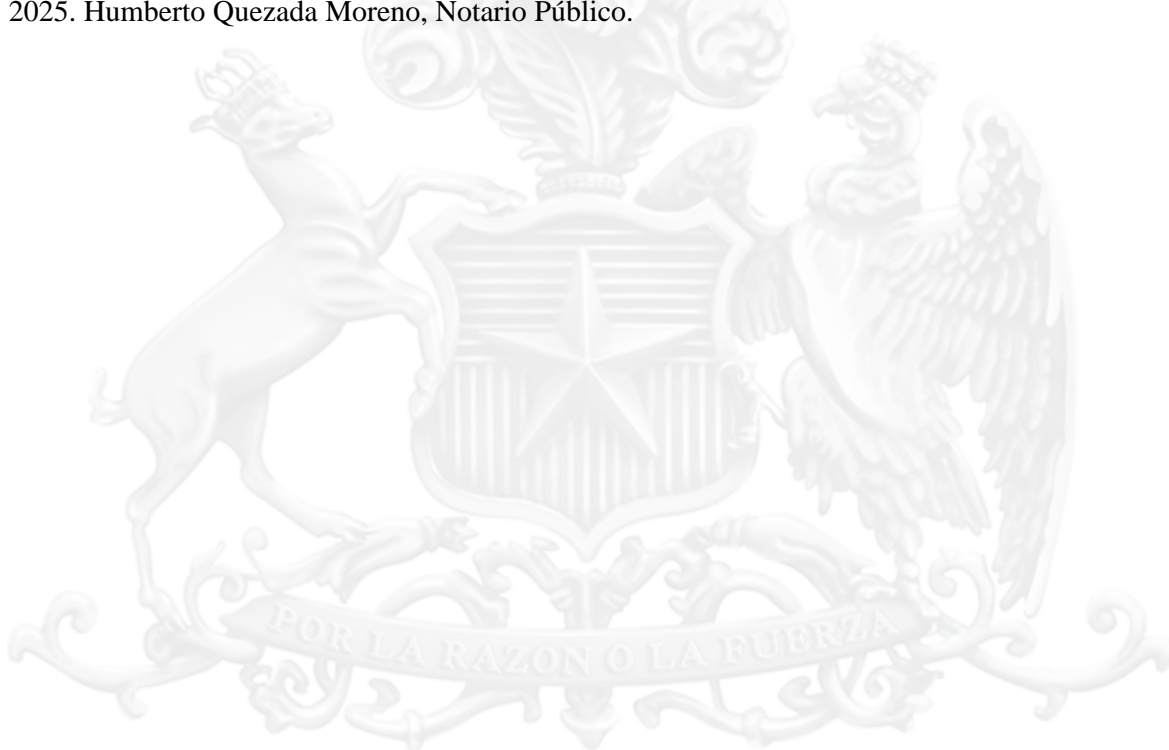 2025. Humberto Quezada Moreno, Notario Público.
POR LA RAZON O LA FUERZA